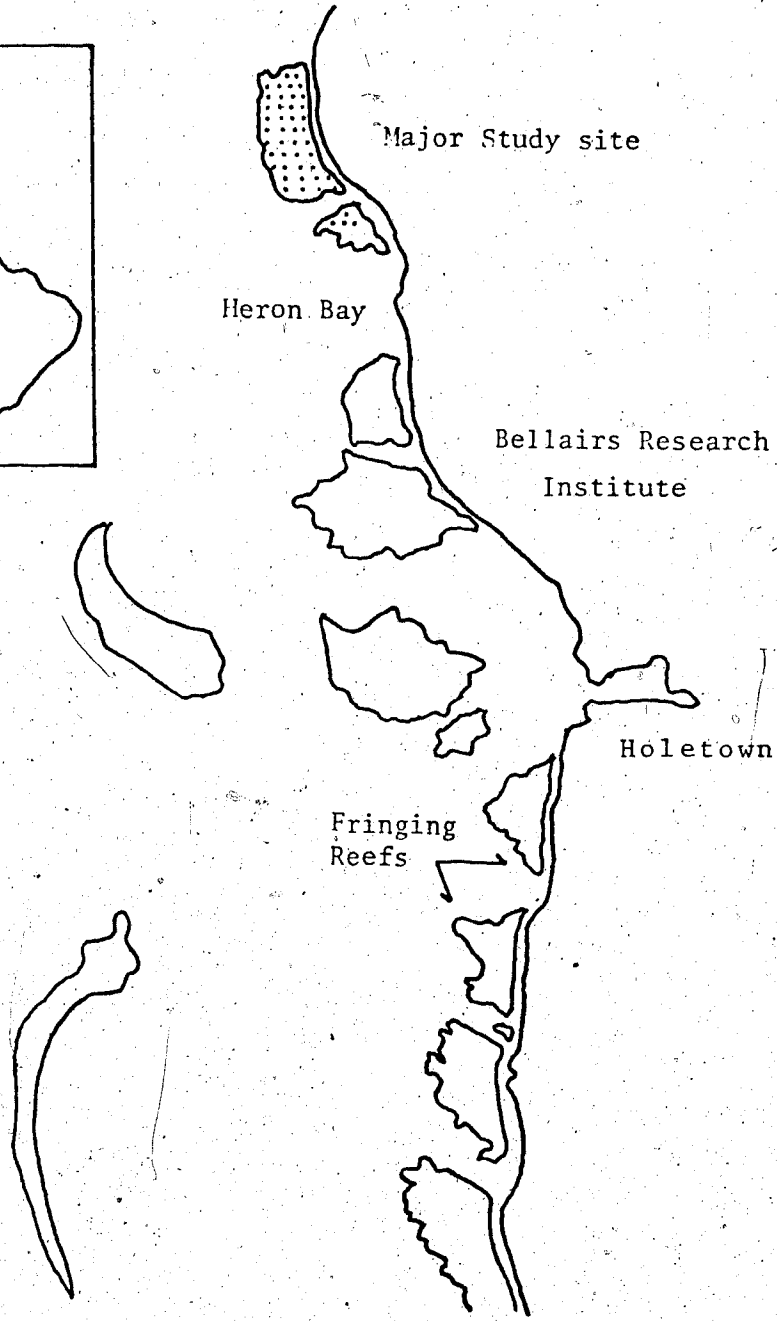 Major Study site
Heron Bay
Bellairs Research
Institute
Holetown
Fringing
Reefs